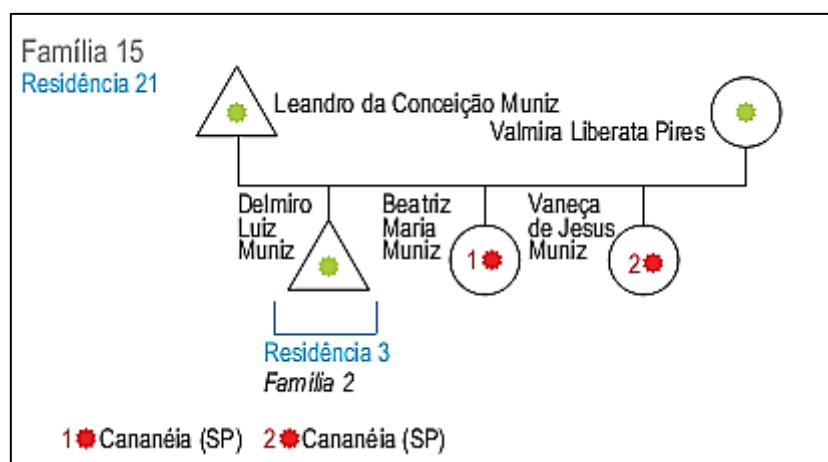 Família 15
Residência 21
Leandro da Conceição Muniz
Valmira Liberata Pires
Delmiro
Luiz
Muniz
Beatriz
Maria
Muniz
1
Vaneça
de Jesus
Muniz
2
Residência 3
Família 2
1 Cananéia (SP) 2 Cananéia (SP)